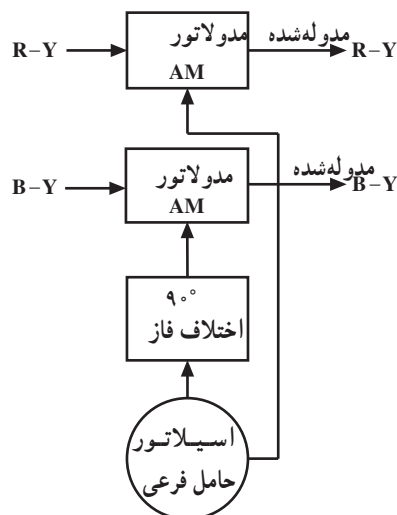 مدولاتور
AM
R–Y
مدوله‌شده R–Y
مدولاتور
AM
B–Y
مدوله‌شده B–Y
۹۰°
اختلاف فاز
اسیلاتور
حامل فرعی